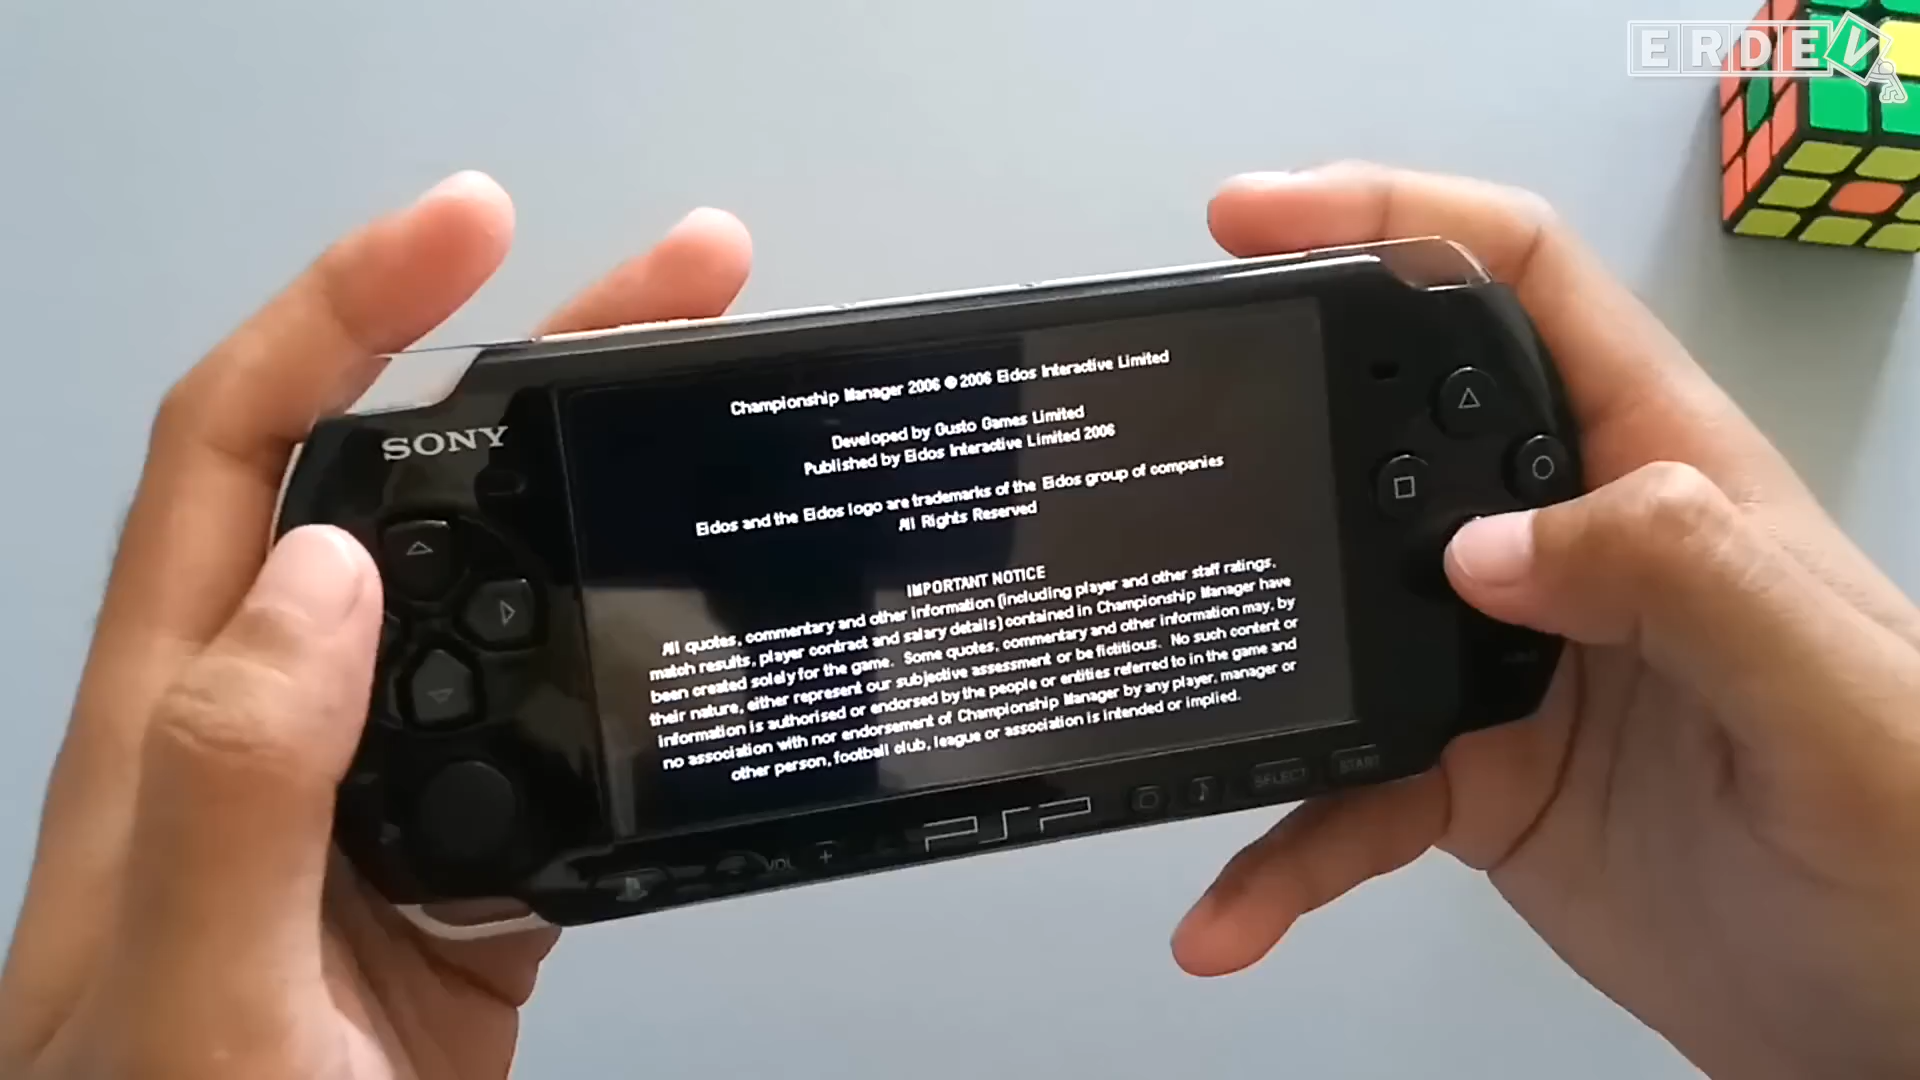 ERDEV
SONY
Championship Manager 2006 © 2006 Eidos Interactive Limited
Developed by Gusto Games Limited
Published by Eidos Interactive Limited 2006
Eidos and the Eidos logo are trademarks of the Eidos group of companies
All Rights Reserved
IMPORTANT NOTICE
All quotes, commentary and other information (including player and other staff ratings,
match results, player contract and salary details) contained in Championship Manager have
been created solely for the game. Some quotes, commentary and other information may, by
their nature, either represent our subjective assessment or be fictitious. No such content or
information is authorised or endorsed by the people or entities referred to in the game and
no association with nor endorsement of Championship Manager by any player, manager or
other person, football club, league or association is intended or implied.
VOL +
PSP
SELECT
START